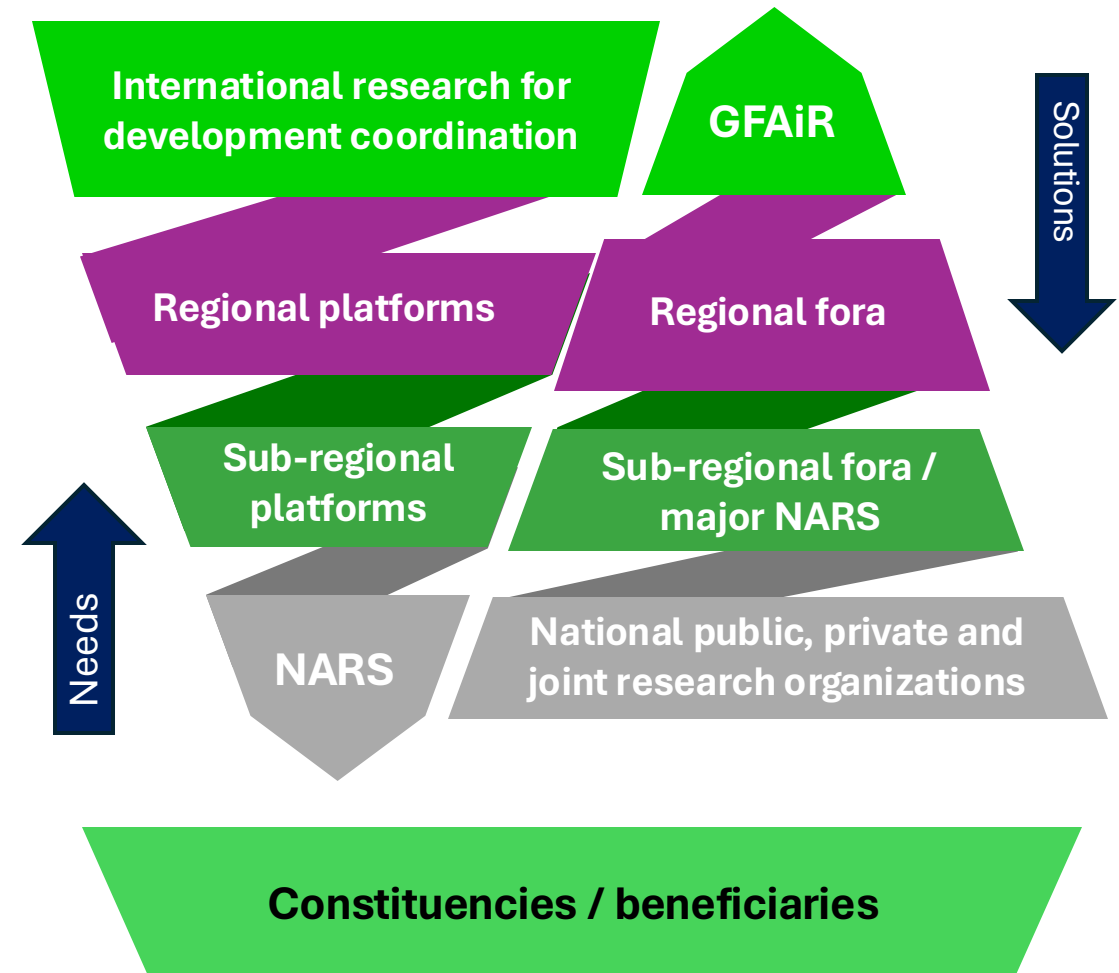 International research for
development coordination
GFAiR
Solutions
Regional platforms
Regional fora
Sub-regional
platforms
Sub-regional fora /
major NARS
Needs
NARS
National public, private and
joint research organizations
Constituencies / beneficiaries